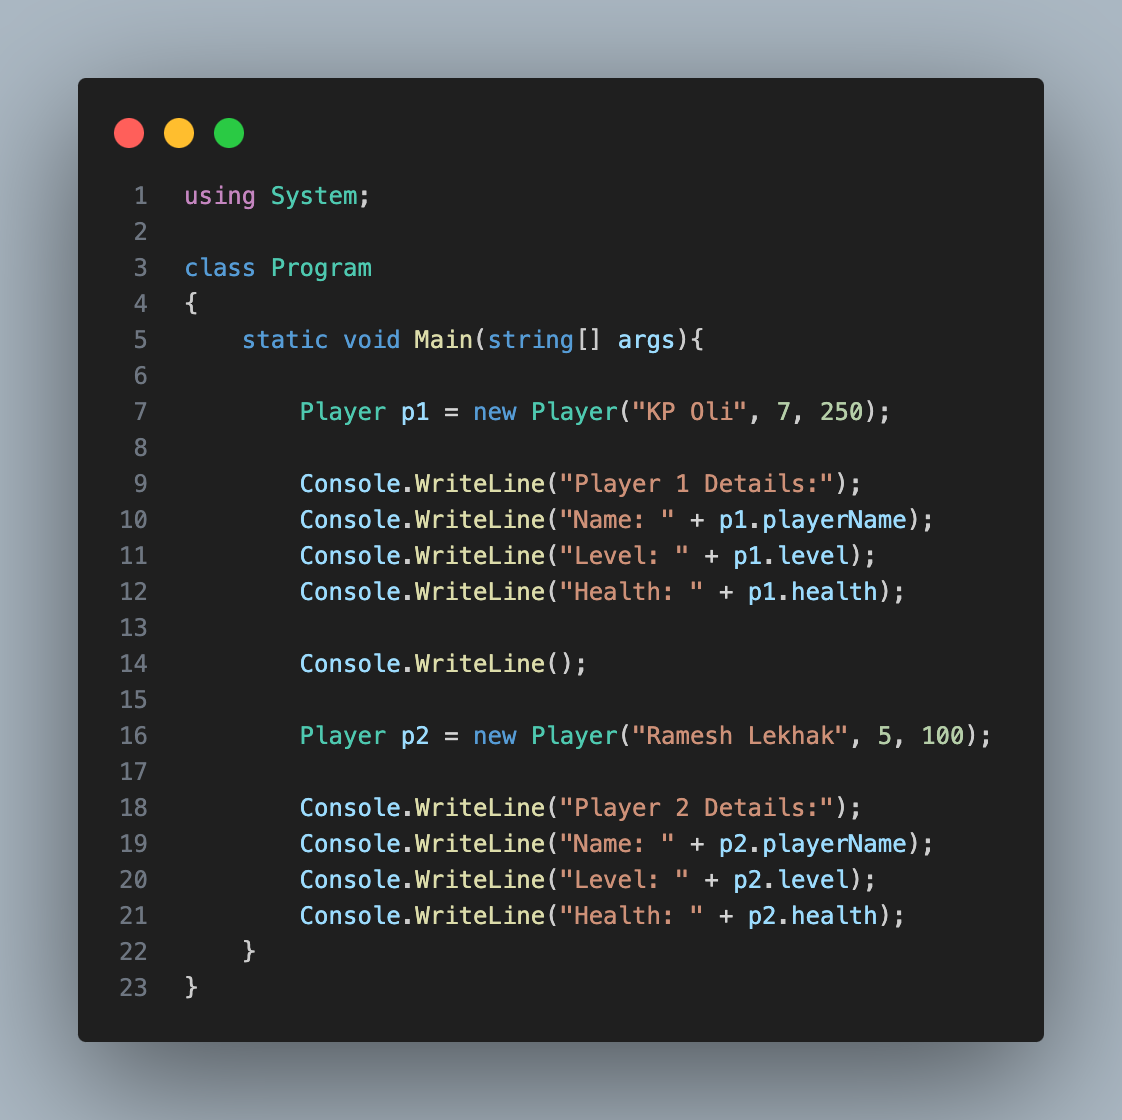 1 using System;
2
3 class Program
4 {
5     static void Main(string[] args){
6
7         Player p1 = new Player("KP Oli", 7, 250);
8
9         Console.WriteLine("Player 1 Details:");
10         Console.WriteLine("Name: " + p1.playerName);
11         Console.WriteLine("Level: " + p1.level);
12         Console.WriteLine("Health: " + p1.health);
13
14         Console.WriteLine();
15
16         Player p2 = new Player("Ramesh Lekhak", 5, 100);
17
18         Console.WriteLine("Player 2 Details:");
19         Console.WriteLine("Name: " + p2.playerName);
20         Console.WriteLine("Level: " + p2.level);
21         Console.WriteLine("Health: " + p2.health);
22     }
23 }